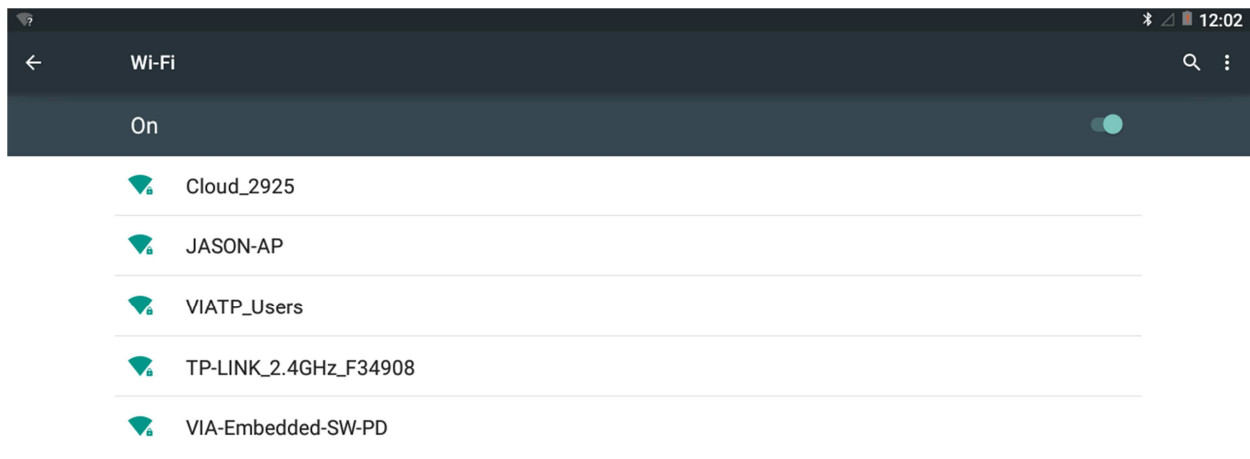 12:02
Wi-Fi
On
Cloud_2925
JASON-AP
VIATP_Users
TP-LINK_2.4GHz_F34908
VIA-Embedded-SW-PD